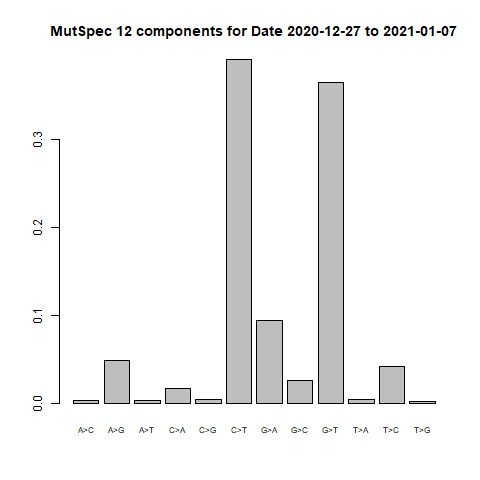 MutSpec 12 components for Date 2020-12-27 to 2021-01-07
0.3
0.2
0.1
0.0
A>C A>G A>T C>A C>G C>T G>A G>C G>T T>A T>C T>G